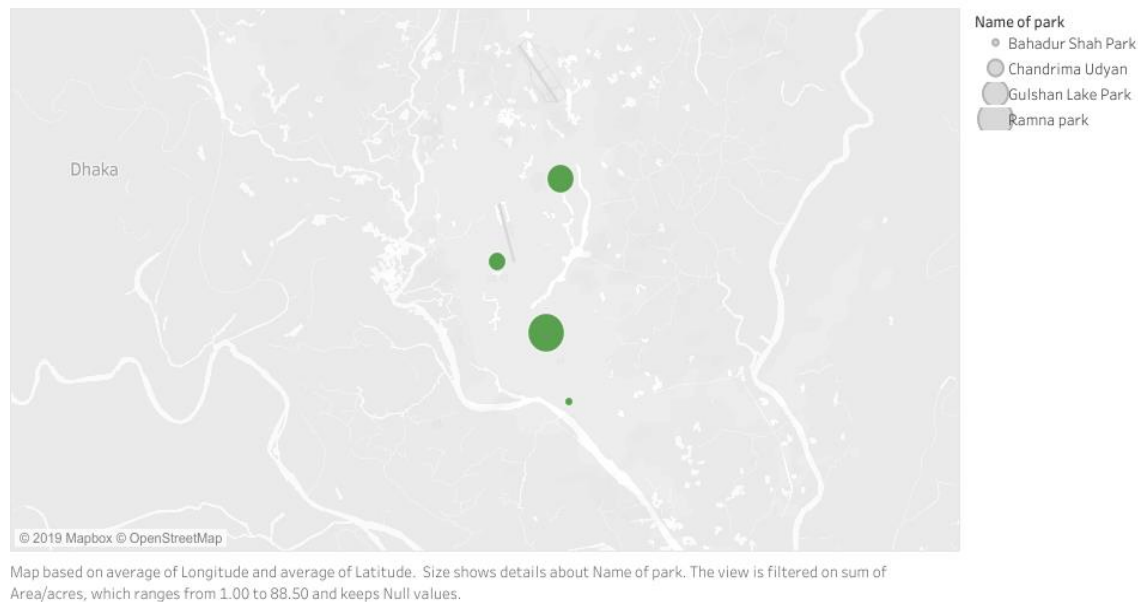 Name of park
Bahadur Shah Park
Chandrima Udyan
Gulshan Lake Park
Ramna park
Dhaka
© 2019 Mapbox © OpenStreetMap
Map based on average of Longitude and average of Latitude. Size shows details about Name of park. The view is filtered on sum of
Area/acres, which ranges from 1.00 to 88.50 and keeps Null values.